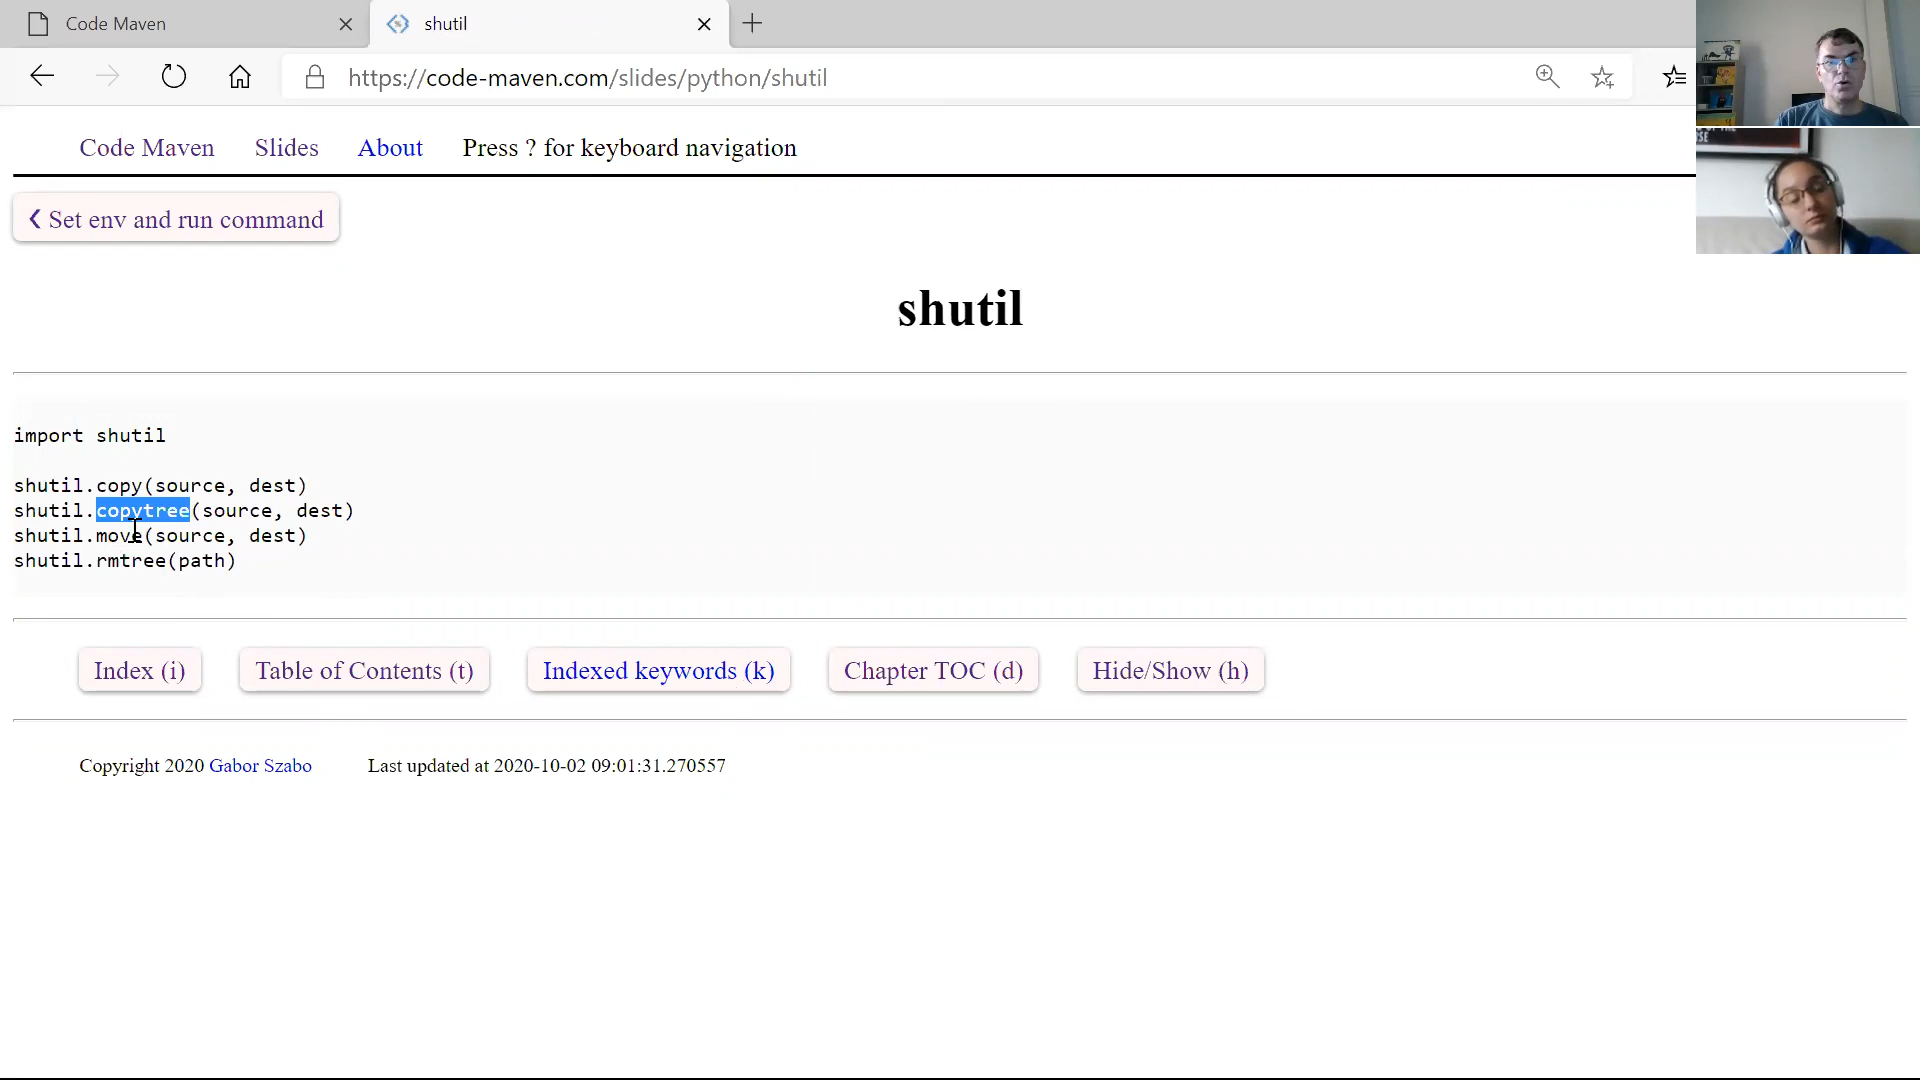 Code Maven
shutil
https://code-maven.com/slides/python/shutil
Code Maven Slides About Press ? for keyboard navigation
Set env and run command
shutil
import shutil
shutil.copy(source, dest)
shutil.copytree(source, dest)
shutil.move(source, dest)
shutil.rmtree(path)
Index (i) Table of Contents (t) Indexed keywords (k) Chapter TOC (d) Hide/Show (h)
Copyright 2020 Gabor Szabo Last updated at 2020-10-02 09:01:31.270557